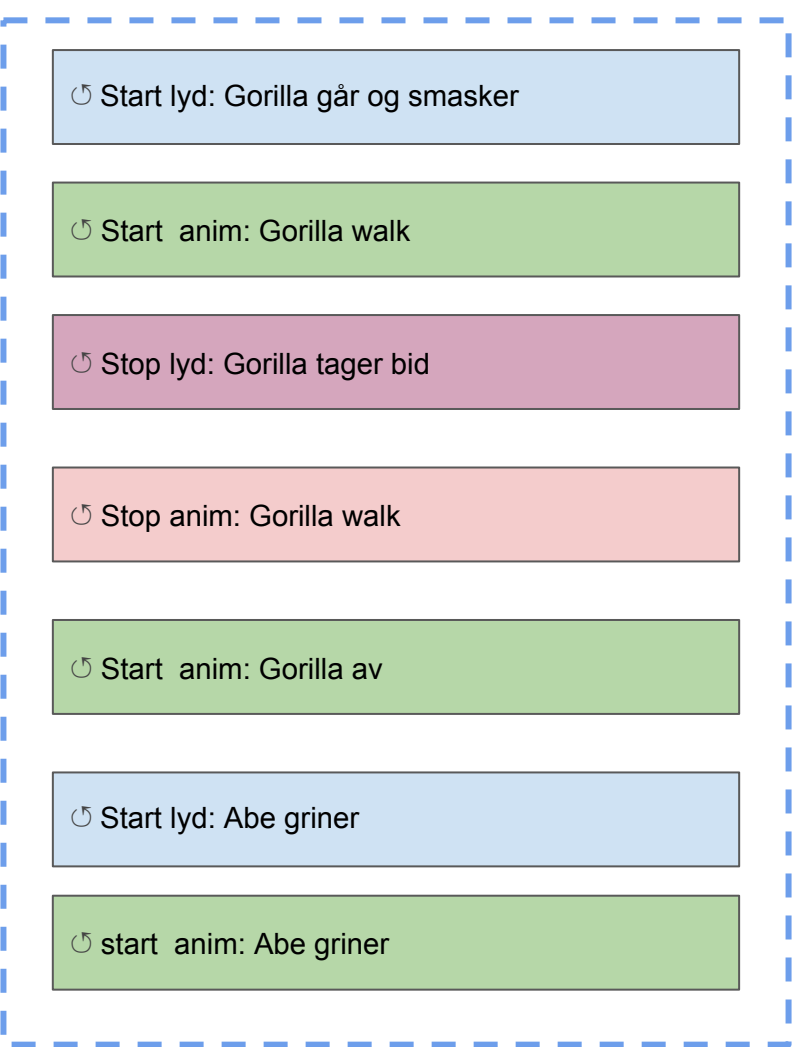 ↺ Start lyd: Gorilla går og smasker
↺ Start  anim: Gorilla walk
↺ Stop lyd: Gorilla tager bid
↺ Stop anim: Gorilla walk
↺ Start  anim: Gorilla av
↺ Start lyd: Abe griner
↺ start  anim: Abe griner